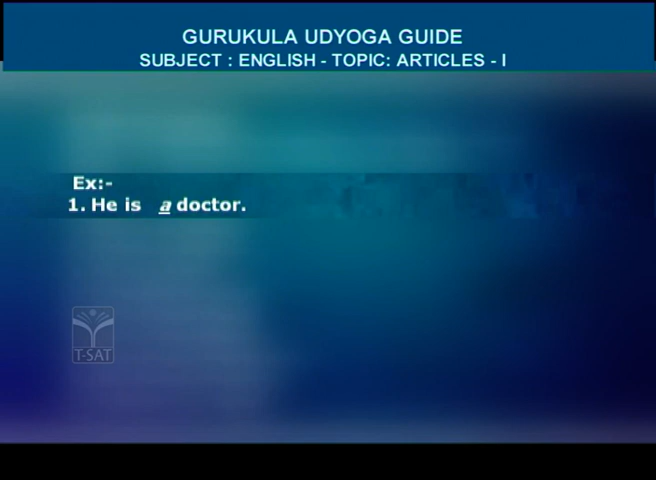 GURUKULA UDYOGA GUIDE
SUBJECT : ENGLISH - TOPIC: ARTICLES - I
Ex:-
1. He is a doctor.
T-SAT